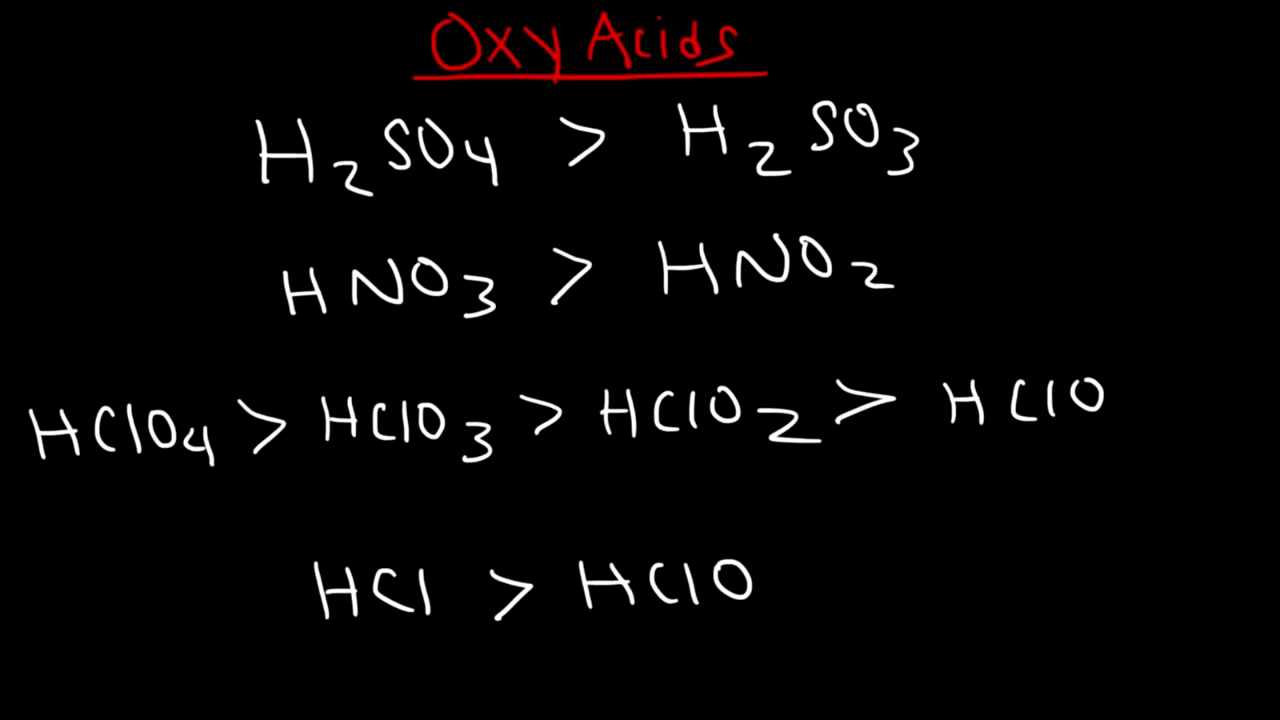 Oxy Acids
H₂SO₄ > H₂SO₃
HNO₃ > HNO₂
HClO₄ > HClO₃ > HClO₂ > HClO
HCl > HClO